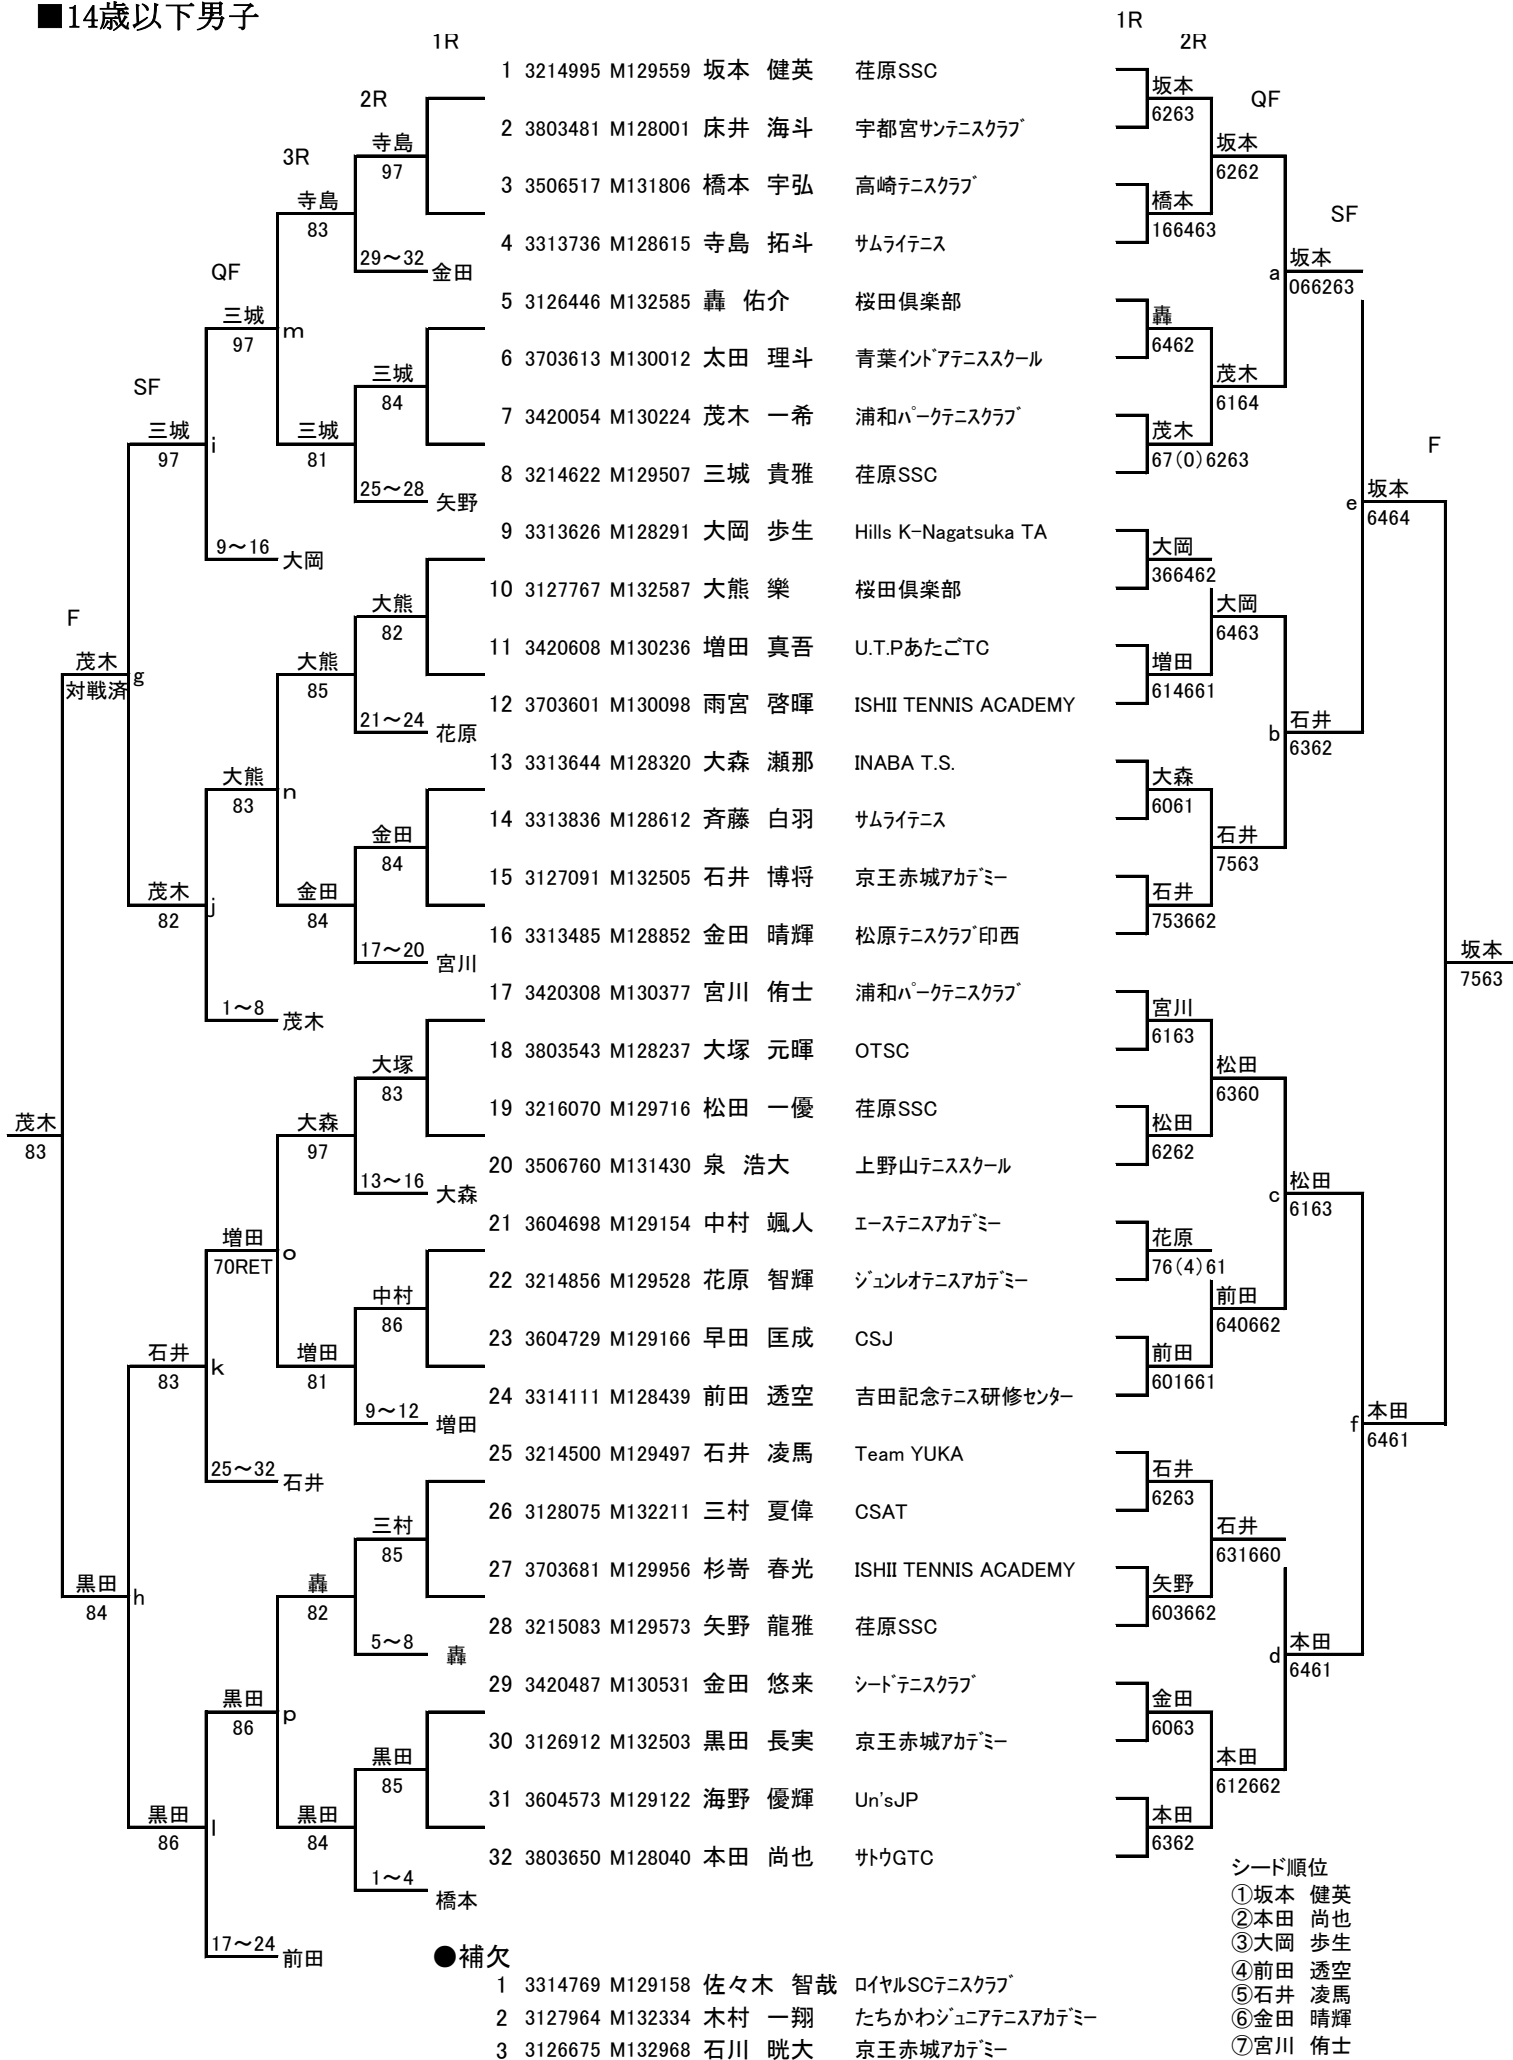 ■14歳以下男子
1R
1R
2R
1 3214995 M129559 坂本 健英 荏原SSC
坂本
2R
QF
6263
2 3803481 M128001 床井 海斗 宇都宮サンテニスクラブ
寺島
坂本
3R
97
6262
3 3506517 M131806 橋本 宇弘 高崎テニスクラブ
寺島
橋本
SF
83
166463
4 3313736 M128615 寺島 拓斗 サムライテニス
29～32
金田
坂本
QF
a
066263
5 3126446 M132585 轟 佑介 桜田倶楽部
三城
轟
m
97
6462
6 3703613 M130012 太田 理斗 青葉インドアテニススクール
三城
茂木
SF
84
6164
7 3420054 M130224 茂木 一希 浦和パークテニスクラブ
三城
三城
茂木
i
F
97
81
67(0)6263
8 3214622 M129507 三城 貴雅 荏原SSC
25～28
矢野
坂本
e
6464
9 3313626 M128291 大岡 歩生 Hills K-Nagatsuka TA
9～16
大岡
大岡
366462
10 3127767 M132587 大熊 樂 桜田倶楽部
大熊
大岡
F
82
6463
11 3420608 M130236 増田 真吾 U.T.PあたごTC
茂木
大熊
増田
g
対戦済
85
614661
12 3703601 M130098 雨宮 啓暉 ISHII TENNIS ACADEMY
21～24
花原
石井
b
6362
13 3313644 M128320 大森 瀬那 INABA T.S.
大熊
大森
n
83
6061
14 3313836 M128612 斉藤 白羽 サムライテニス
金田
石井
84
7563
15 3127091 M132505 石井 博将 京王赤城アカデミー
茂木
金田
石井
j
82
84
753662
16 3313485 M128852 金田 晴輝 松原テニスクラブ印西
17～20
宮川
坂本
7563
17 3420308 M130377 宮川 侑士 浦和パークテニスクラブ
1～8
茂木
宮川
6163
18 3803543 M128237 大塚 元暉 OTSC
大塚
松田
83
6360
19 3216070 M129716 松田 一優 荏原SSC
茂木
大森
松田
83
97
6262
20 3506760 M131430 泉 浩大 上野山テニススクール
13～16
大森
松田
c
6163
21 3604698 M129154 中村 颯人 エーステニスアカデミー
増田
花原
o
70RET
76(4)61
22 3214856 M129528 花原 智輝 ジュンレオテニスアカデミー
中村
前田
86
640662
23 3604729 M129166 早田 匡成 CSJ
石井
増田
前田
k
83
81
601661
24 3314111 M128439 前田 透空 吉田記念テニス研修センター
9～12
増田
本田
f
6461
25 3214500 M129497 石井 凌馬 Team YUKA
25～32
石井
石井
6263
26 3128075 M132211 三村 夏偉 CSAT
三村
石井
85
631660
27 3703681 M129956 杉嵜 春光 ISHII TENNIS ACADEMY
黒田
轟
矢野
h
84
82
603662
28 3215083 M129573 矢野 龍雅 荏原SSC
5～8
轟
本田
d
6461
29 3420487 M130531 金田 悠来 シードテニスクラブ
黒田
金田
p
86
6063
30 3126912 M132503 黒田 長実 京王赤城アカデミー
黒田
本田
85
612662
31 3604573 M129122 海野 優輝 Un'sJP
黒田
黒田
本田
l
86
84
6362
32 3803650 M128040 本田 尚也 サトウGTC
1～4
橋本
シード順位
①坂本 健英
②本田 尚也
17～24
前田
③大岡 歩生
●補欠
④前田 透空
1 3314769 M129158 佐々木 智哉 ロイヤルSCテニスクラブ
⑤石井 凌馬
2 3127964 M132334 木村 一翔 たちかわジュニアテニスアカデミー
⑥金田 晴輝
3 3126675 M132968 石川 晄大 京王赤城アカデミー
⑦宮川 侑士